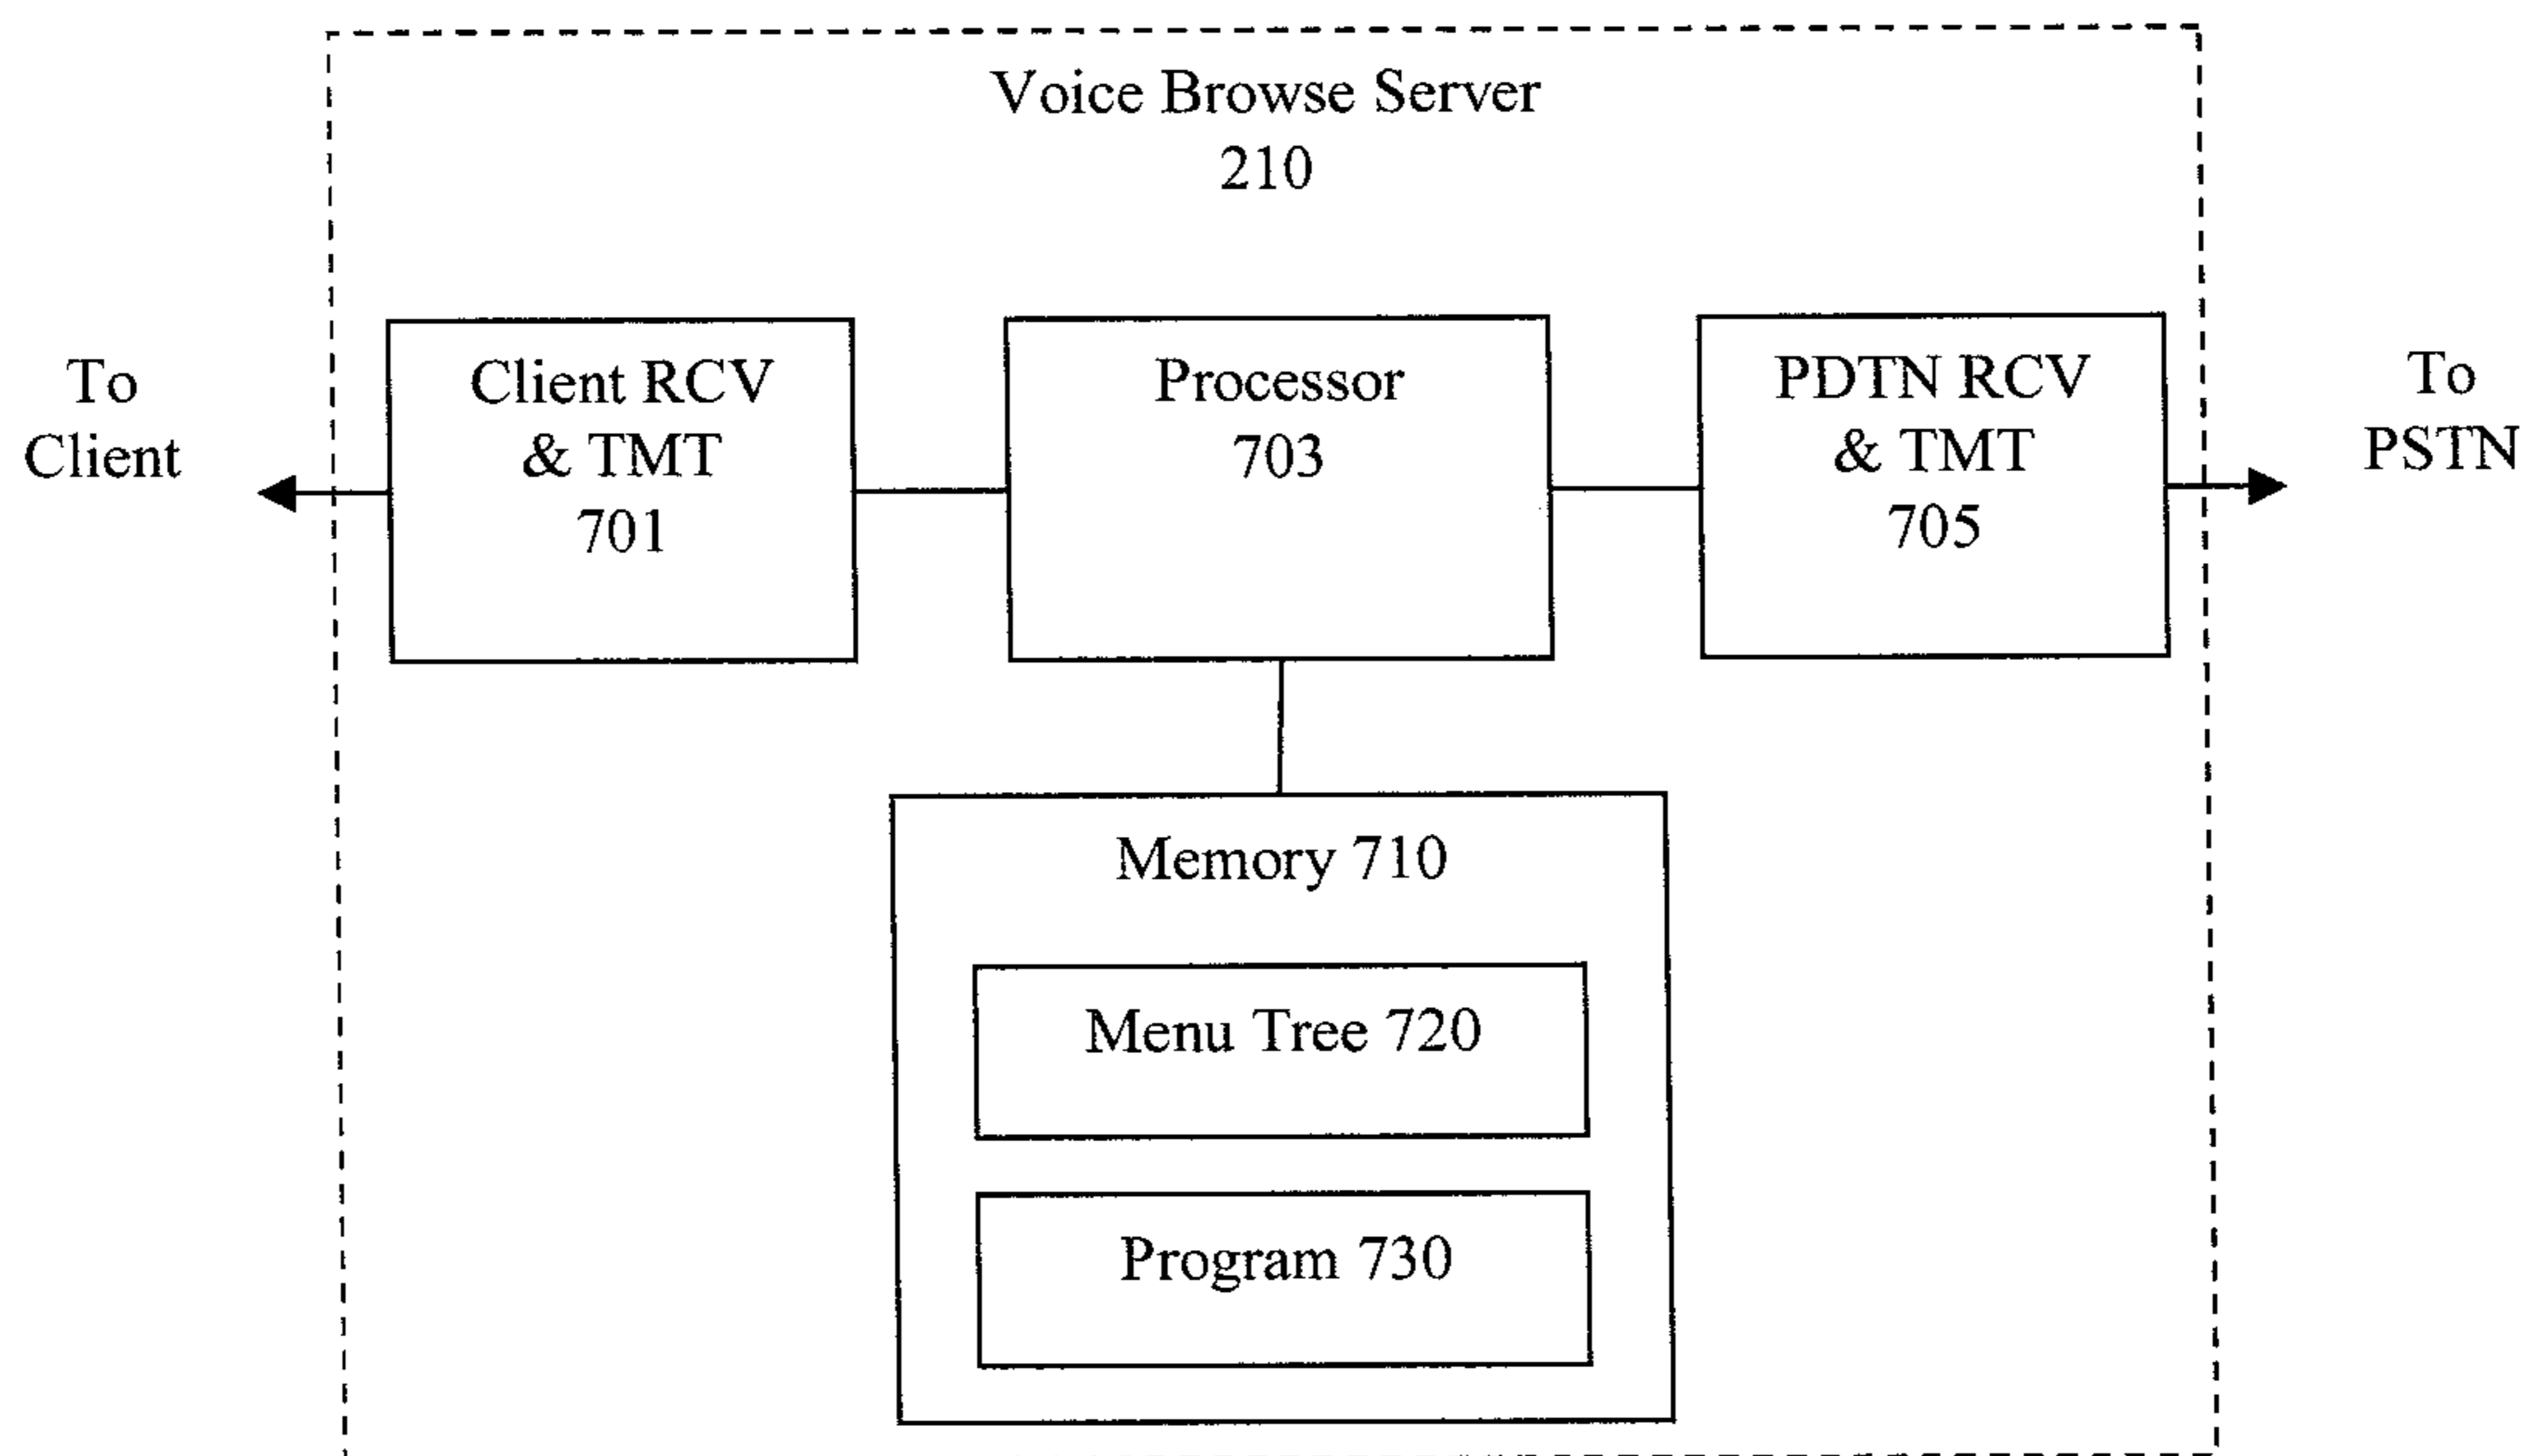 Voice Browse Server
210
To
Client
Client RCV
& TMT
701
Processor
703
PDTN RCV
& TMT
705
To
PSTN
Memory 710
Menu Tree 720
Program 730